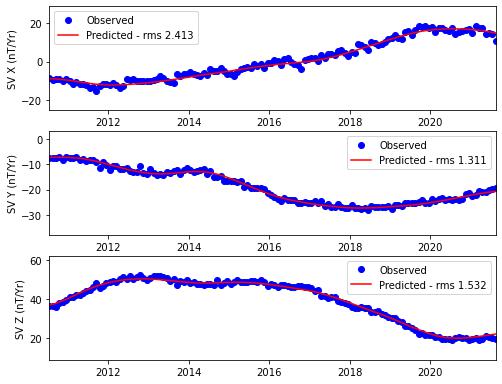 SV X (nT/Yr)
20
0
−20
Observed
Predicted - rms 2.413
2012 2014 2016 2018 2020
SV Y (nT/Yr)
0
−10
−20
−30
Observed
Predicted - rms 1.311
2012 2014 2016 2018 2020
SV Z (nT/Yr)
60
40
20
Observed
Predicted - rms 1.532
2012 2014 2016 2018 2020